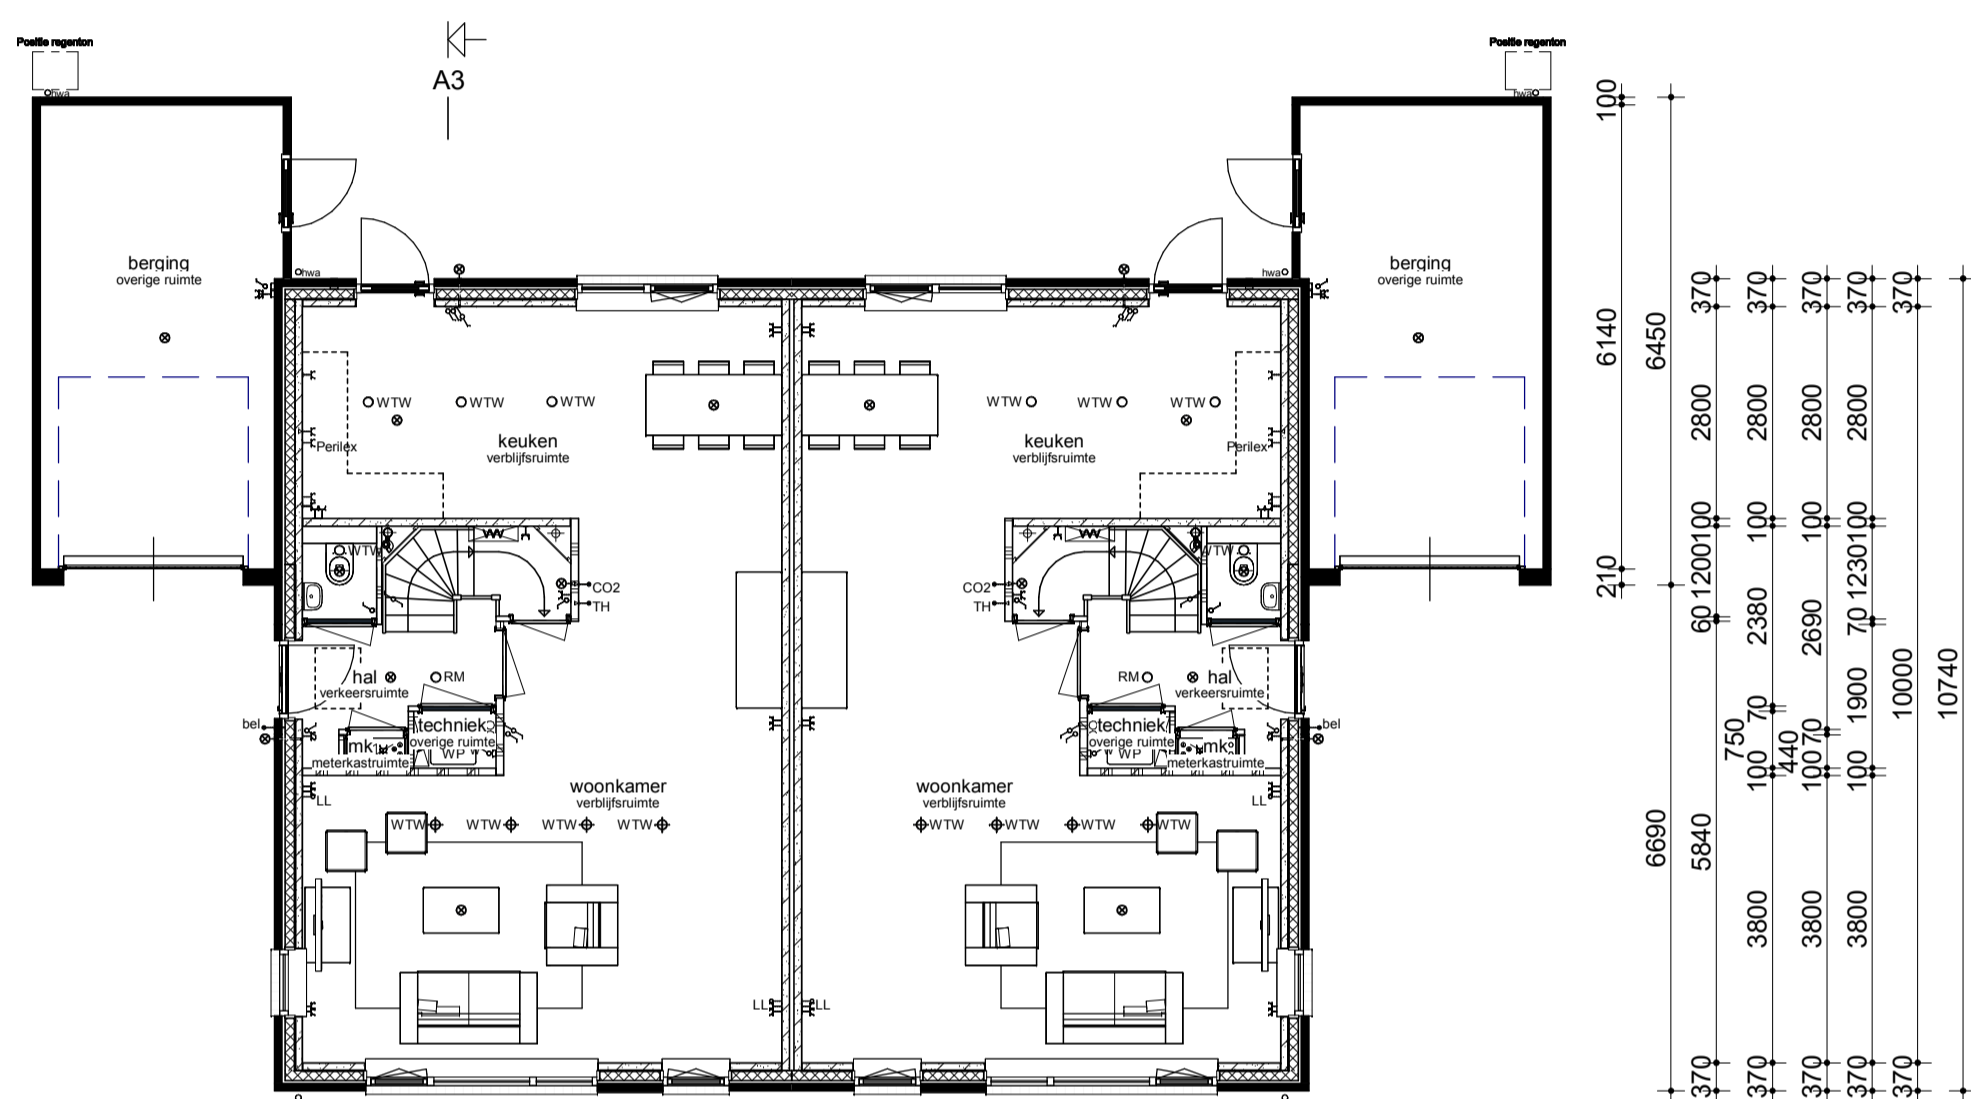 Positie regenton
Positie regenton
A3
hwa
hwa
berging
overige ruimte
berging
overige ruimte
hwa
hwa
WTW
WTW
WTW
WTW
WTW
WTW
Perilex
keuken
verblijfsruimte
keuken
verblijfsruimte
Perilex
WTW
WTW
CO2
TH
CO2
TH
hal
verkeersruimte
RM
RM
hal
verkeersruimte
bel
techniek
overige ruimte
WP
mk
meterkastruimte
techniek
overige ruimte
WP
mk
meterkastruimte
bel
LL
woonkamer
verblijfsruimte
woonkamer
verblijfsruimte
LL
WTW
WTW
WTW
WTW
WTW
WTW
WTW
WTW
LL
LL
100
6140
210
6450
6690
370
2800
100
1200
60
5840
370
370
2800
100
2380
70
750
100
3800
370
370
2800
100
2690
70
440
100
3800
370
370
2800
100
1230
70
1900
100
3800
370
370
10000
370
10740